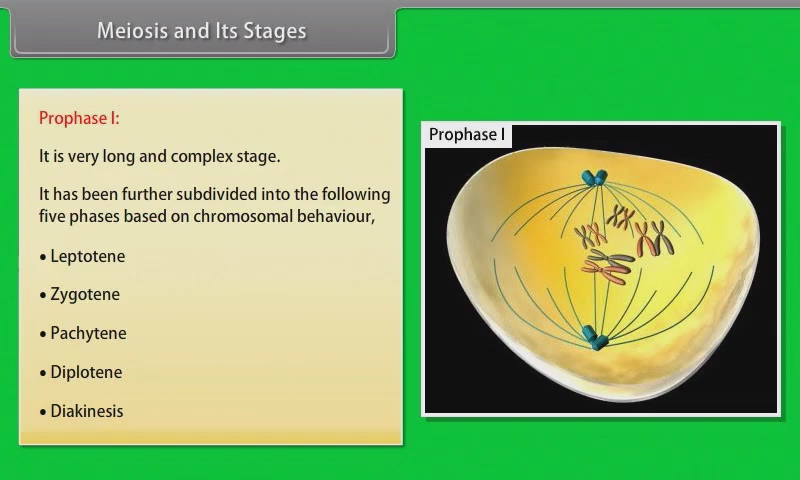 Meiosis and Its Stages
Prophase I:
It is very long and complex stage.
It has been further subdivided into the following
five phases based on chromosomal behaviour,
• Leptotene
• Zygotene
• Pachytene
• Diplotene
• Diakinesis
Prophase I